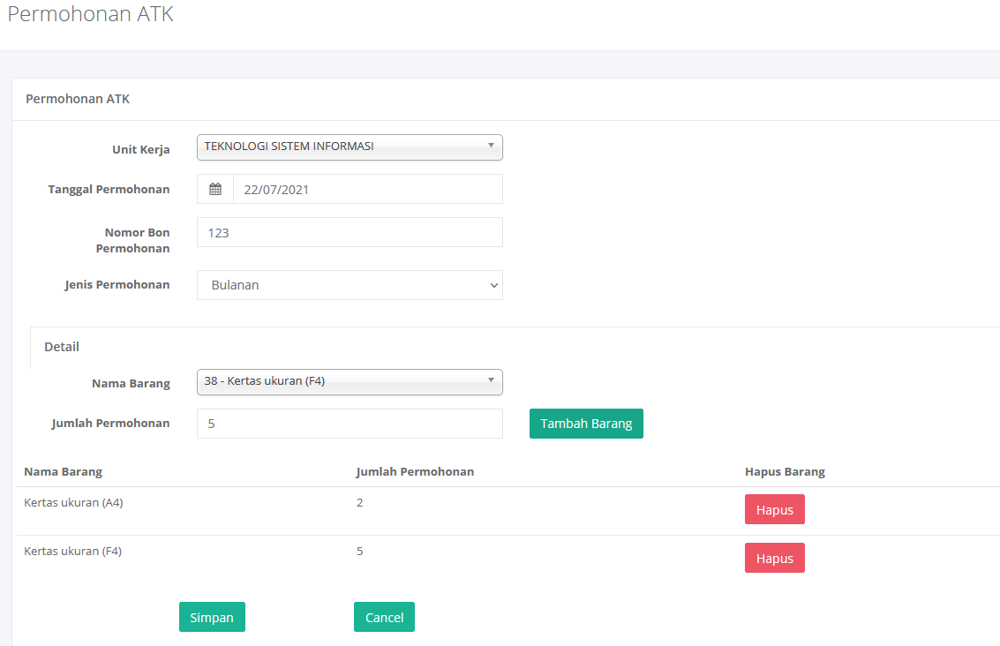 Permohonan ATK
Permohonan ATK
Unit Kerja
TEKNOLOGI SISTEM INFORMASI
Tanggal Permohonan
22/07/2021
Nomor Bon
Permohonan
123
Jenis Permohonan
Bulanan
Detail
Nama Barang
38 - Kertas ukuran (F4)
Jumlah Permohonan
5
Tambah Barang
Nama Barang Jumlah Permohonan Hapus Barang
Kertas ukuran (A4) 2 Hapus
Kertas ukuran (F4) 5 Hapus
Simpan Cancel